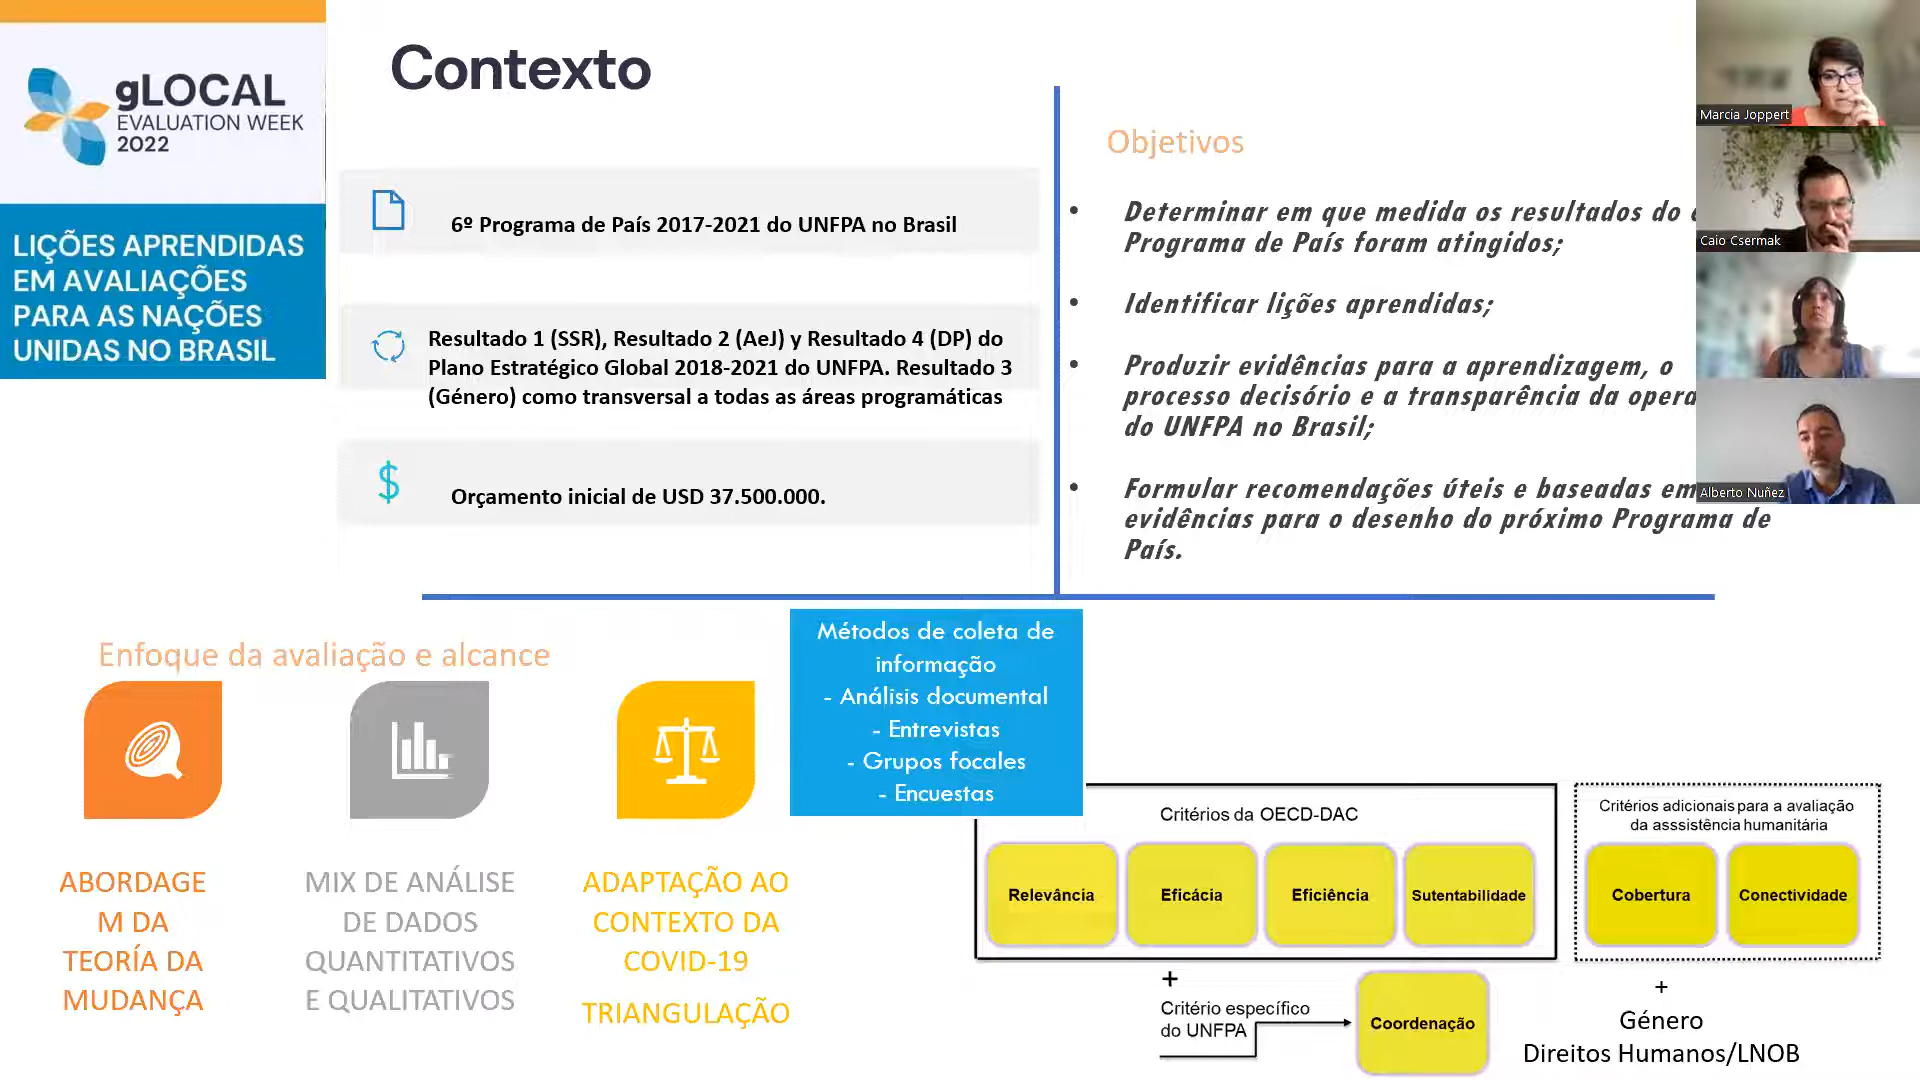 gLOCAL
EVALUATION WEEK
2022
LIÇÕES APRENDIDAS
EM AVALIAÇÕES
PARA AS NAÇÕES
UNIDAS NO BRASIL
Contexto
6º Programa de País 2017-2021 do UNFPA no Brasil
Resultado 1 (SSR), Resultado 2 (AeJ) y Resultado 4 (DP) do
Plano Estratégico Global 2018-2021 do UNFPA. Resultado 3
(Género) como transversal a todas as áreas programáticas
$
Orçamento inicial de USD 37.500.000.
Objetivos
• Determinar em que medida os resultados do
Programa de País foram atingidos;
• Identificar lições aprendidas;
• Produzir evidências para a aprendizagem, o
processo decisório e a transparência da opera
do UNFPA no Brasil;
• Formular recomendações úteis e baseadas em
evidências para o desenho do próximo Programa de
País.
Marcia Joppert
Caio Csermak
Alberto Nuñez
Enfoque da avaliação e alcance
ABORDAGE
M DA
TEORÍA DA
MUDANÇA
MIX DE ANÁLISE
DE DADOS
QUANTITATIVOS
E QUALITATIVOS
ADAPTAÇÃO AO
CONTEXTO DA
COVID-19
TRIANGULAÇÃO
Métodos de coleta de
informação
- Análisis documental
- Entrevistas
- Grupos focales
- Encuestas
Critérios da OECD-DAC
Relevância
Eficácia
Eficiência
Sutentabilidade
+
Critério específico
do UNFPA
Coordenação
Critérios adicionais para a avaliação
da asssistência humanitária
Cobertura
Conectividade
+
Género
Direitos Humanos/LNOB